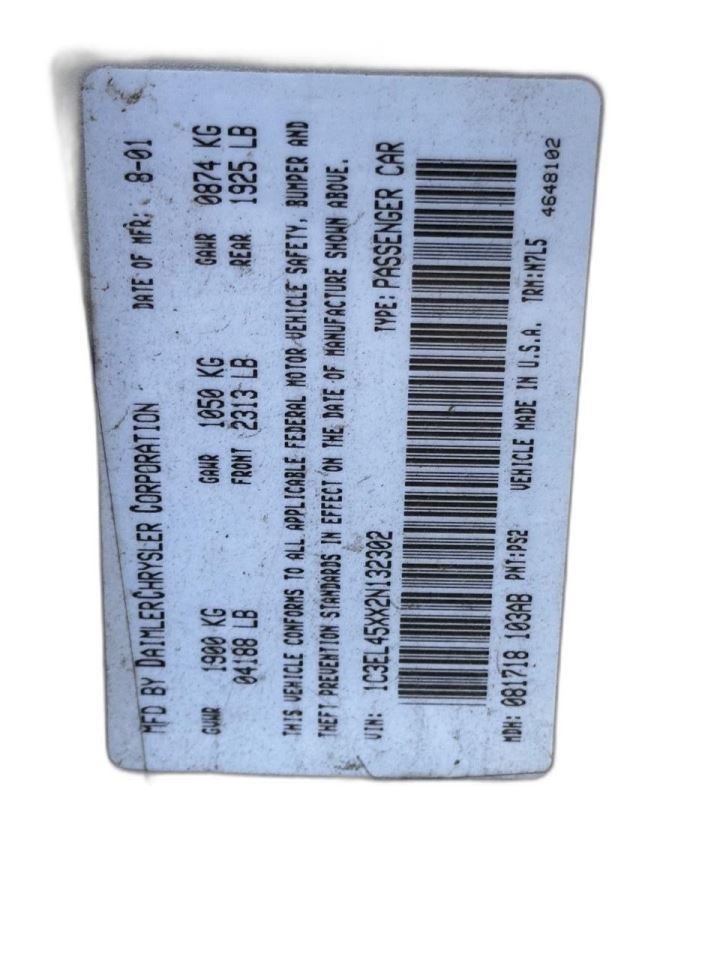 MFD BY DAIMLERCHRYSLER CORPORATION DATE OF MFR: 8-01
GVWR 1900 KG GAWR 1050 KG GAWR 0874 KG
04188 LB FRONT 2313 LB REAR 1925 LB
THIS VEHICLE CONFORMS TO ALL APPLICABLE FEDERAL MOTOR VEHICLE SAFETY, BUMPER AND
THEFT PREVENTION STANDARDS IN EFFECT ON THE DATE OF MANUFACTURE SHOWN ABOVE.
VIN: 1C3EL45XX2N132302 TYPE: PASSENGER CAR
MDH: 081718 103AB PNT:PS2 VEHICLE MADE IN U.S.A. TRM:N7L5
4648102